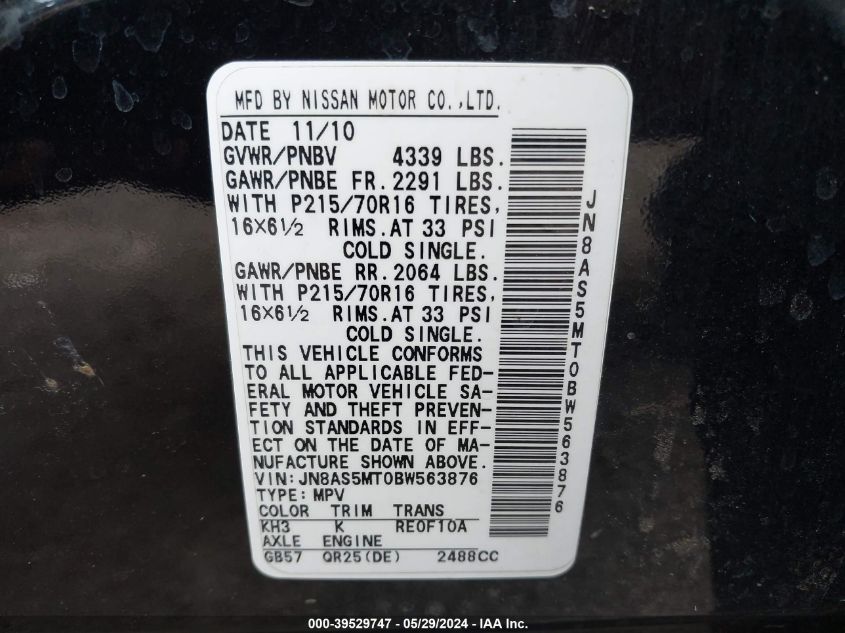 MFD BY NISSAN MOTOR CO.,LTD.
DATE 11/10
GVWR/PNBV 4339 LBS.
GAWR/PNBE FR. 2291 LBS.
WITH P215/70R16 TIRES,
16×6½ RIMS.AT 33 PSI
COLD SINGLE.
GAWR/PNBE RR. 2064 LBS.
WITH P215/70R16 TIRES,
16×6½ RIMS.AT 33 PSI
COLD SINGLE.
THIS VEHICLE CONFORMS
TO ALL APPLICABLE FED-
ERAL MOTOR VEHICLE SA-
FETY AND THEFT PREVEN-
TION STANDARDS IN EFF-
ECT ON THE DATE OF MA-
NUFACTURE SHOWN ABOVE.
VIN:JN8AS5MT0BW563876
TYPE:MPV
COLOR TRIM TRANS
KH3 K RE0F10A
AXLE ENGINE
GB57 QR25(DE) 2488CC
JN8AS5MT0BW563876
000-39529747 - 05/29/2024 - IAA Inc.